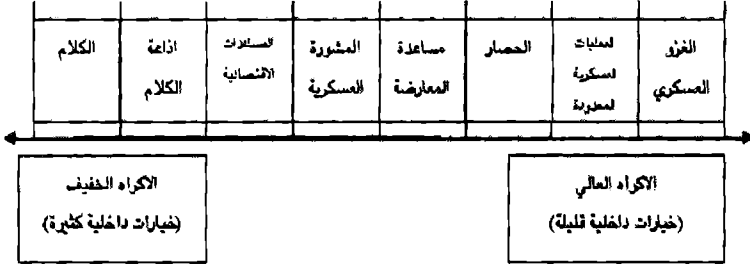 الغزو
العسكري
العمليات
العسكرية
المحدودة
الحصار
مساعدة
المعارضة
المشورة
العسكرية
المساعدات
الاقتصادية
اذاعة
الكلام
الكلام
الاكراه العالي
(خيارات داخلية قليلة)
الاكراه الخفيف
(خيارات داخلية كثيرة)